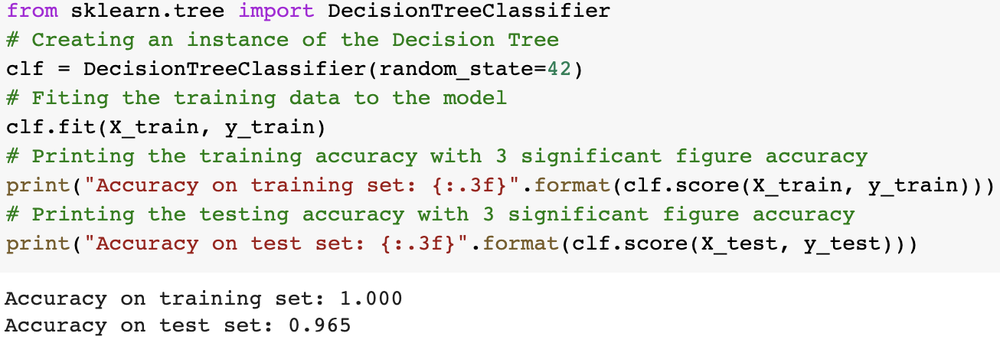 from sklearn.tree import DecisionTreeClassifier
# Creating an instance of the Decision Tree
clf = DecisionTreeClassifier(random_state=42)
# Fiting the training data to the model
clf.fit(X_train, y_train)
# Printing the training accuracy with 3 significant figure accuracy
print("Accuracy on training set: {:.3f}".format(clf.score(X_train, y_train)))
# Printing the testing accuracy with 3 significant figure accuracy
print("Accuracy on test set: {:.3f}".format(clf.score(X_test, y_test)))
Accuracy on training set: 1.000
Accuracy on test set: 0.965